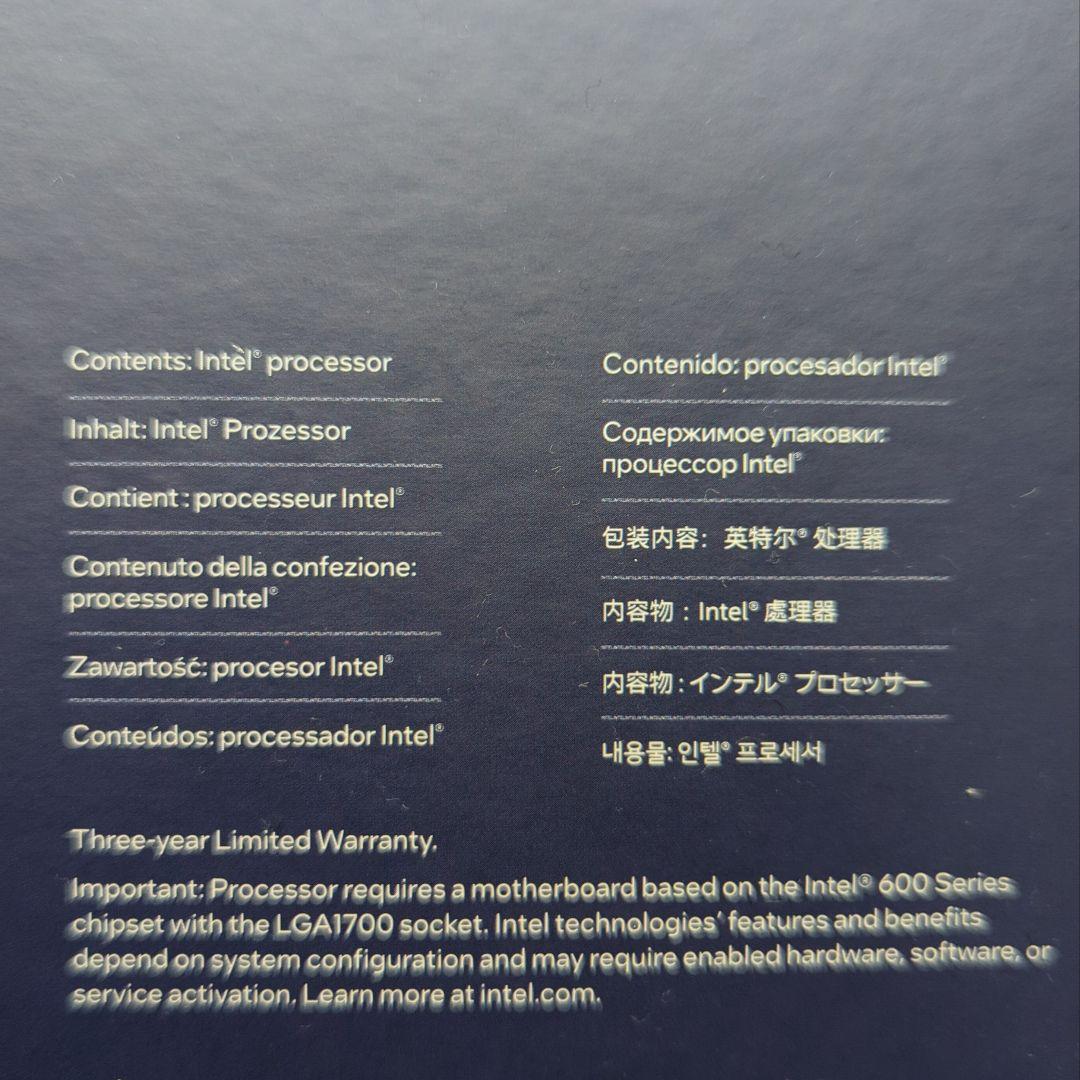 Contents: Intel® processor
Inhalt: Intel® Prozessor
Contient : processeur Intel®
Contenuto della confezione:
processore Intel®
Zawartość: procesor Intel®
Conteúdos: processador Intel®
Contenido: procesador Intel®
Содержимое упаковки:
процессор Intel®
包装内容：英特尔® 处理器
內容物：Intel® 處理器
内容物 : インテル® プロセッサー
내용물: 인텔® 프로세서
Three-year Limited Warranty.
Important: Processor requires a motherboard based on the Intel® 600 Series
chipset with the LGA1700 socket. Intel technologies' features and benefits
depend on system configuration and may require enabled hardware, software, or
service activation. Learn more at intel.com.